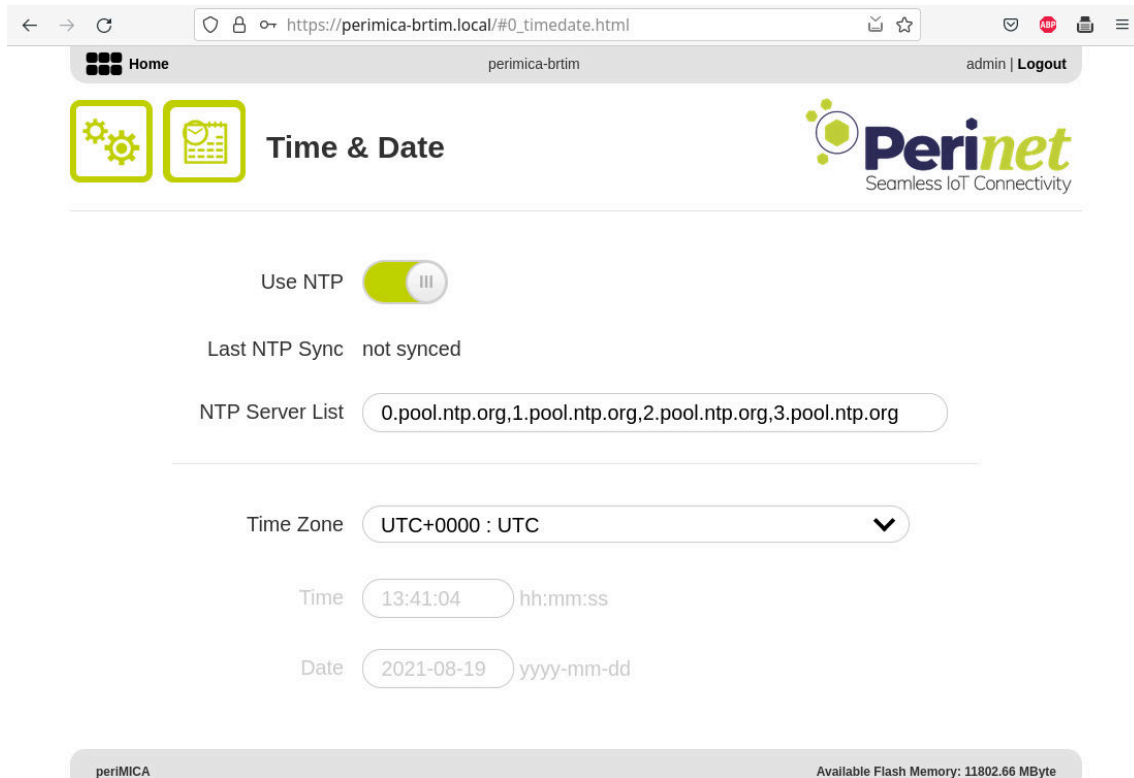 https://perimica-brtim.local/#0_timedate.html
ABP
Home perimica-brtim admin | Logout
Time & Date
Perinet
Seamless IoT Connectivity
Use NTP
Last NTP Sync not synced
NTP Server List 0.pool.ntp.org,1.pool.ntp.org,2.pool.ntp.org,3.pool.ntp.org
Time Zone UTC+0000 : UTC
Time 13:41:04 hh:mm:ss
Date 2021-08-19 yyyy-mm-dd
periMICA Available Flash Memory: 11802.66 MByte